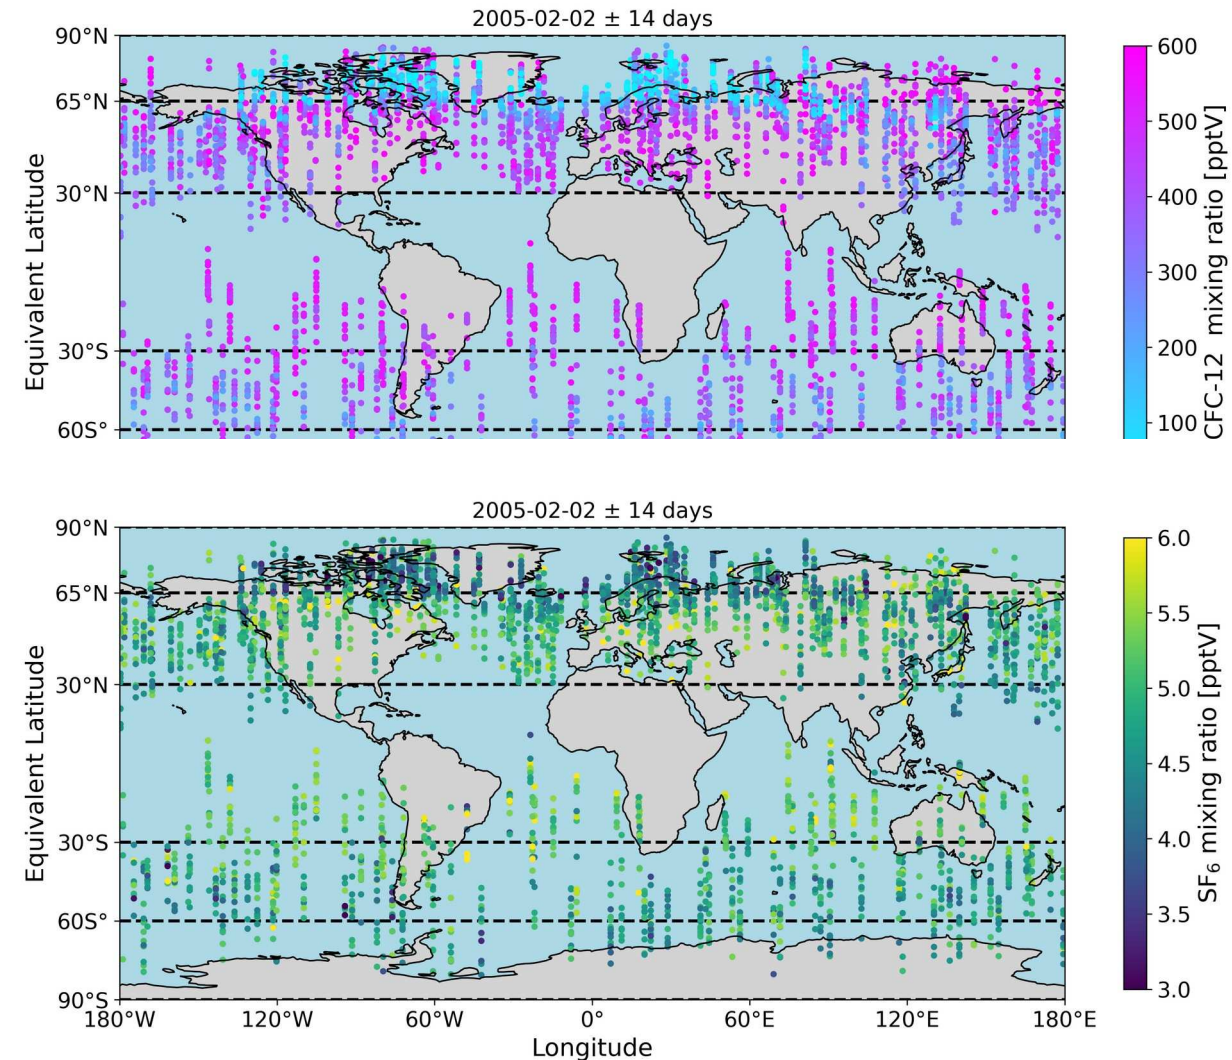 2005-02-02 ± 14 days
90°N
65°N
30°N
30°S
60S°
Equivalent Latitude
600
500
400
300
200
100
CFC-12 mixing ratio [pptV]
2005-02-02 ± 14 days
90°N
65°N
30°N
30°S
60S°
90°S
Equivalent Latitude
180°W 120°W 60°W 0° 60°E 120°E 180°E
Longitude
6.0
5.5
5.0
4.5
4.0
3.5
3.0
SF₆ mixing ratio [pptV]